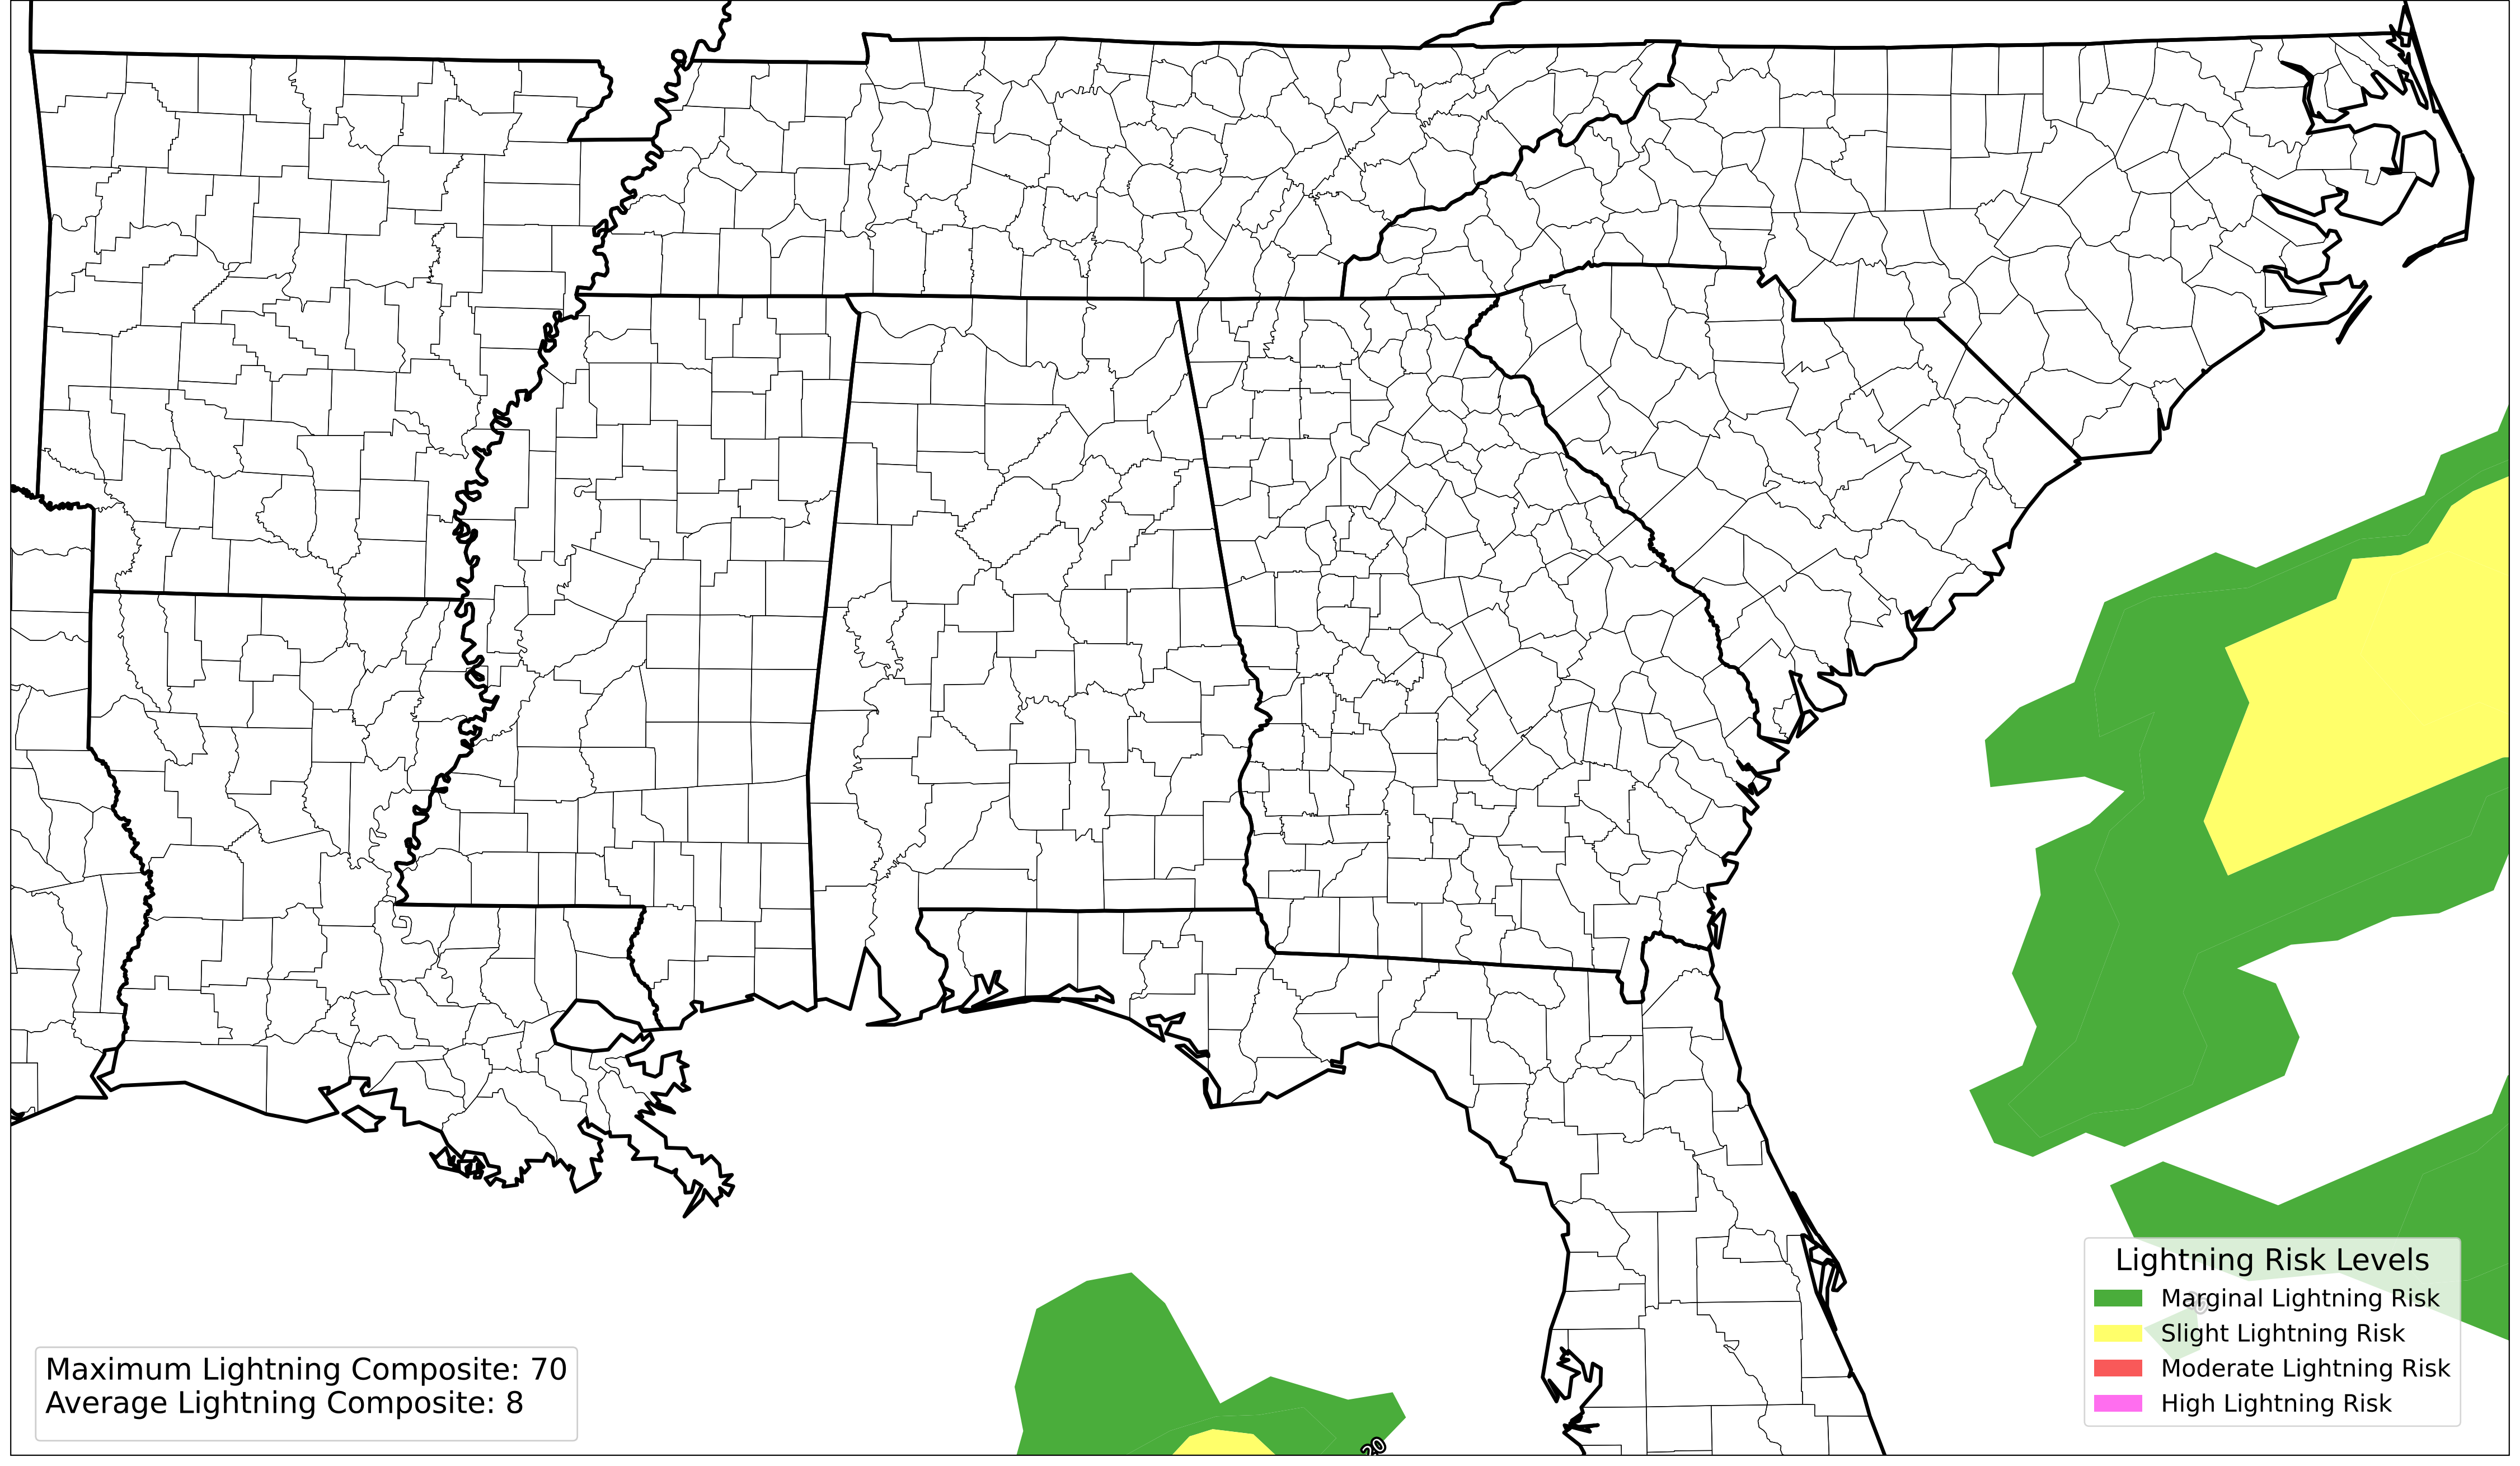 Lightning Risk Levels
Marginal Lightning Risk
Slight Lightning Risk
Moderate Lightning Risk
High Lightning Risk
Maximum Lightning Composite: 70
Average Lightning Composite: 8
20